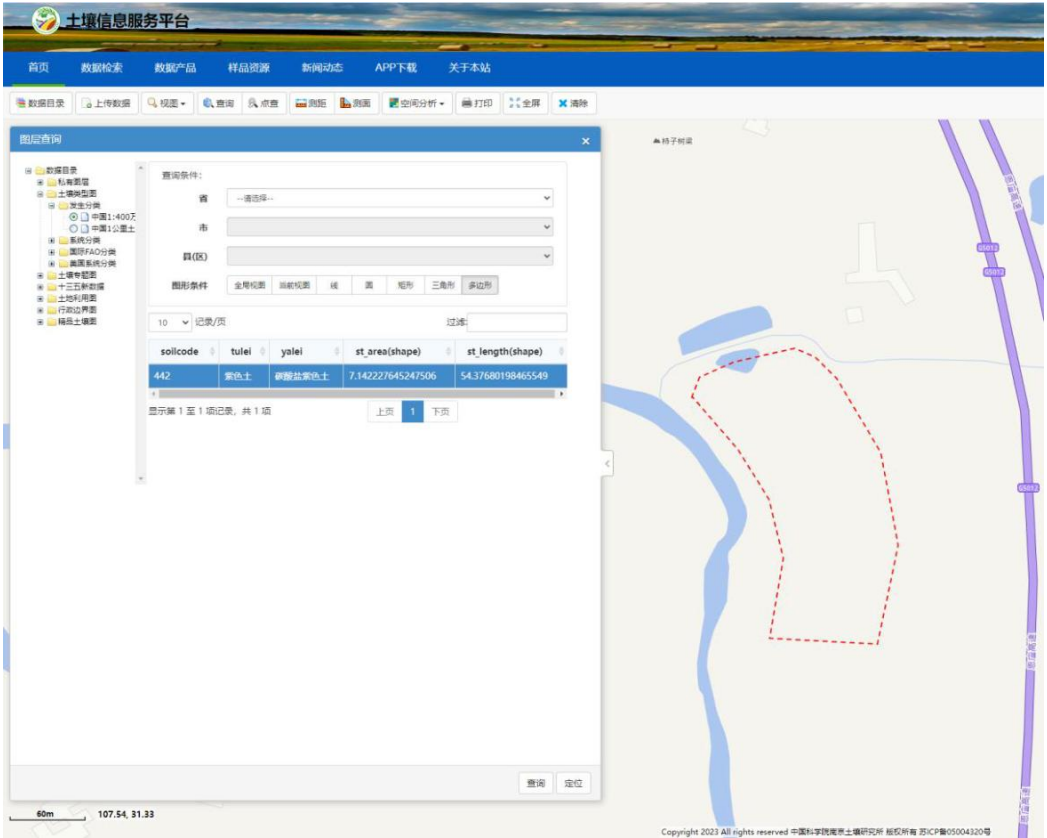 土壤信息服务平台
首页 数据检索 数据产品 样品资源 新闻动态 APP下载 关于本站
数据目录 上传数据 视图 查询 点查 测距 测面 空间分析 打印 全屏 清除
图层查询 ×
数据目录
私有图层
土壤类型图
发生分类
中国1:400万
中国1公里土
系统分类
国际FAO分类
美国系统分类
土壤专题图
十三五新数据
土地利用图
行政边界图
精品土壤图
查询条件:
省 --请选择--
市
县(区)
图形条件 全局视图 当前视图 线 面 矩形 三角形 多边形
10 记录/页 过滤:
soilcode tulei yalei st_area(shape) st_length(shape)
442 紫色土 碳酸盐紫色土 7.142227645247506 54.37680198465549
显示第 1 至 1 项记录，共 1 项 上页 1 下页
查询 定位
柿子树梁
G5012
G5012
G5012
恩广高速
60m 107.54, 31.33
Copyright 2023 All rights reserved 中国科学院南京土壤研究所 版权所有 苏ICP备05004320号